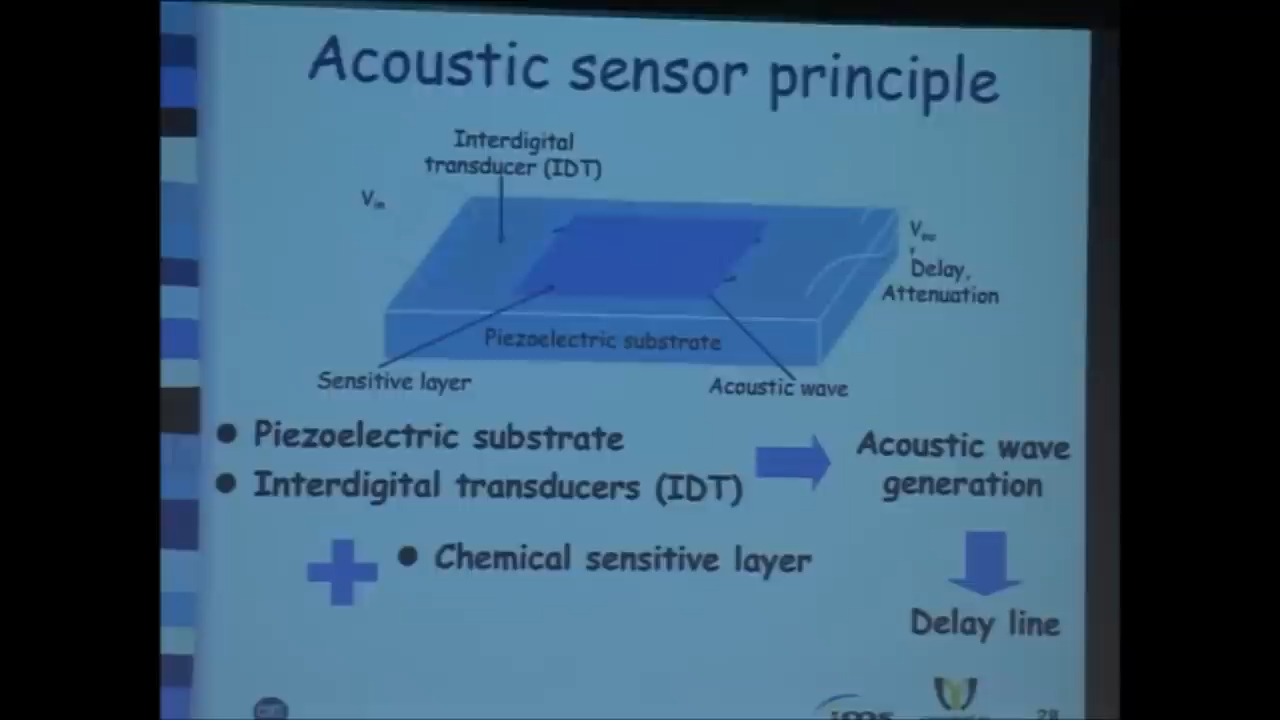 Acoustic sensor principle
Interdigital
transducer (IDT)
Vin
Delay,
Attenuation
Piezoelectric substrate
Sensitive layer
Acoustic wave
● Piezoelectric substrate
● Interdigital transducers (IDT)
Acoustic wave
generation
● Chemical sensitive layer
Delay line